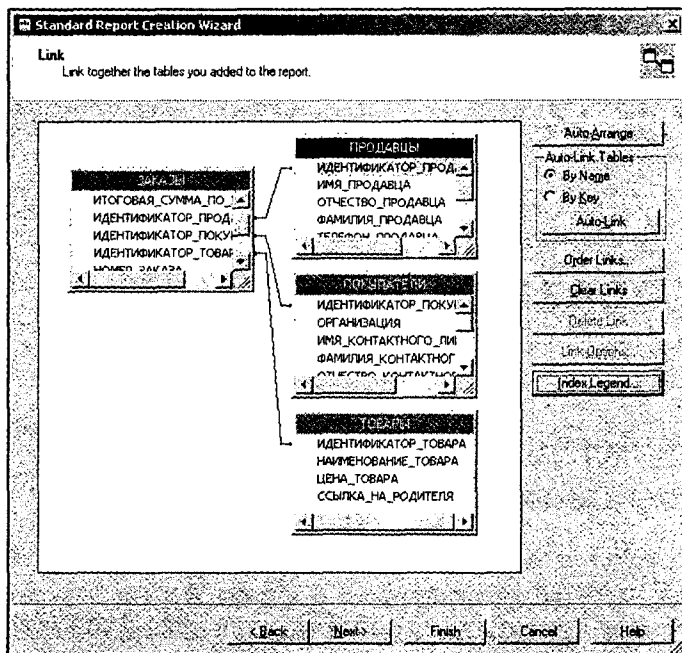 Standard Report Creation Wizard
Link
Link together the tables you added to the report.
ЗАКАЗЫ
ИТОГОВАЯ_СУММА_ПО_
ИДЕНТИФИКАТОР_ПРОД
ИДЕНТИФИКАТОР_ПОКУ
ИДЕНТИФИКАТОР_ТОВАР
НОМЕР_ЗАКАЗА
ПРОДАВЦЫ
ИДЕНТИФИКАТОР_ПРОД
ИМЯ_ПРОДАВЦА
ОТЧЕСТВО_ПРОДАВЦА
ФАМИЛИЯ_ПРОДАВЦА
ТЕЛЕФОН_ПРОДАВЦА
ПОКУПАТЕЛИ
ИДЕНТИФИКАТОР_ПОКУ
ОРГАНИЗАЦИЯ
ИМЯ_КОНТАКТНОГО_ЛИ
ФАМИЛИЯ_КОНТАКТНОГ
ОТЧЕСТВО_КОНТАКТНОГ
ТОВАРЫ
ИДЕНТИФИКАТОР_ТОВАРА
НАИМЕНОВАНИЕ_ТОВАРА
ЦЕНА_ТОВАРА
ССЫЛКА_НА_РОДИТЕЛЯ
Auto-Arrange
Auto-Link Tables
By Name
By Key
Auto-Link
Order Links...
Clear Links
Delete Link
Link Options...
Index Legend...
< Back
Next >
Finish
Cancel
Help